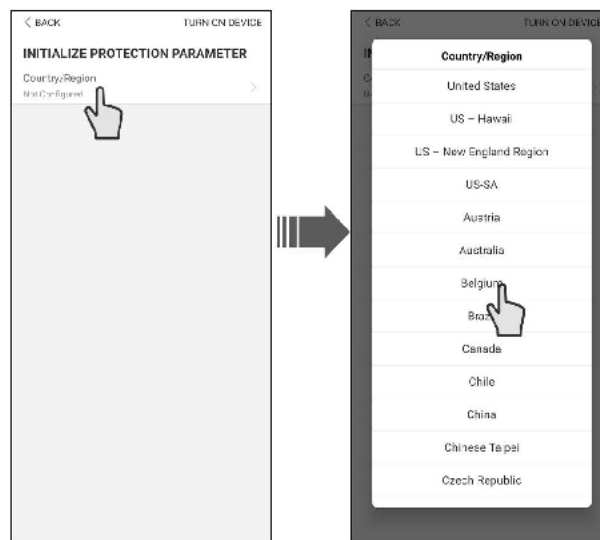 BACK
TURN ON DEVICE
INITIALIZE PROTECTION PARAMETER
Country/Region
Not Configured
BACK
TURN ON DEVICE
Country/Region
United States
US – Hawaii
US – New England Region
US-SA
Austria
Australia
Belgium
Canada
Chile
China
Chinese Taipei
Czech Republic